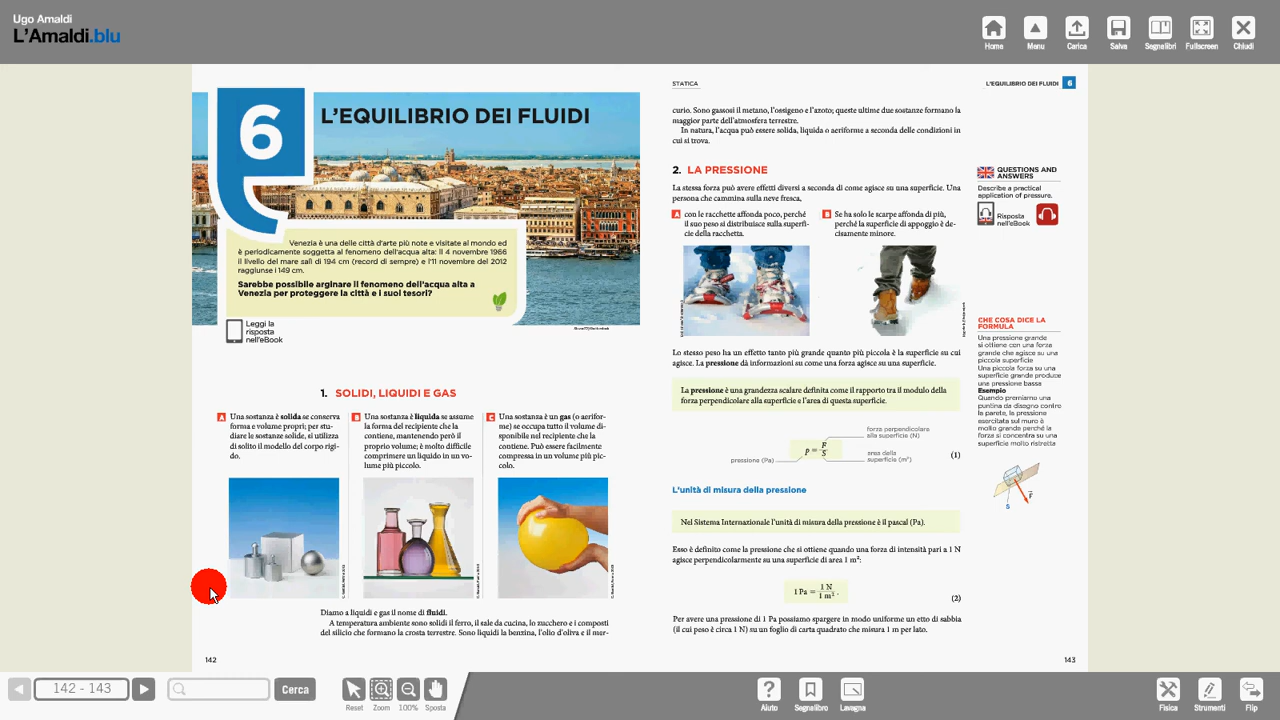 Ugo Amaldi
L'Amaldi.blu
Home
Menu
Carica
Salva
Segnalibri
Fullscreen
Chiudi
6
L'EQUILIBRIO DEI FLUIDI
Venezia è una delle città d'arte più note e visitate al mondo ed
è periodicamente soggetta al fenomeno dell'acqua alta: il 4 novembre 1966
il livello del mare salì di 194 cm (record di sempre) e l'11 novembre del 2012
raggiunse i 149 cm.
Sarebbe possibile arginare il fenomeno dell'acqua alta a
Venezia per proteggere la città e i suoi tesori?
Leggi la
risposta
nell'eBook
1. SOLIDI, LIQUIDI E GAS
A Una sostanza è solida se conserva
forma e volume propri; per stu-
diare le sostanze solide, si utilizza
di solito il modello del corpo rigi-
do.
B Una sostanza è liquida se assume
la forma del recipiente che la
contiene, mantenendo però il
proprio volume; è molto difficile
comprimere un liquido in un vo-
lume più piccolo.
C Una sostanza è un gas (o aerifor-
me) se occupa tutto il volume di-
sponibile nel recipiente che la
contiene. Può essere facilmente
compressa in un volume più pic-
colo.
Diamo a liquidi e gas il nome di fluidi.
A temperatura ambiente sono solidi il ferro, il sale da cucina, lo zucchero e i composti
del silicio che formano la crosta terrestre. Sono liquidi la benzina, l'olio d'oliva e il mer-
142
STATICA
L'EQUILIBRIO DEI FLUIDI 6
curio. Sono gassosi il metano, l'ossigeno e l'azoto; queste ultime due sostanze formano la
maggior parte dell'atmosfera terrestre.
In natura, l'acqua può essere solida, liquida o aeriforme a seconda delle condizioni in
cui si trova.
2. LA PRESSIONE
La stessa forza può avere effetti diversi a seconda di come agisce su una superficie. Una
persona che cammina sulla neve fresca,
A con le racchette affonda poco, perché
il suo peso si distribuisce sulla superfi-
cie della racchetta.
B Se ha solo le scarpe affonda di più,
perché la superficie di appoggio è de-
cisamente minore.
Lo stesso peso ha un effetto tanto più grande quanto più piccola è la superficie su cui
agisce. La pressione dà informazioni su come una forza agisce su una superficie.
La pressione è una grandezza scalare definita come il rapporto tra il modulo della
forza perpendicolare alla superficie e l'area di questa superficie.
forza perpendicolare
alla superficie (N)
p = F/S
pressione (Pa)
area della
superficie (m²)
(1)
L'unità di misura della pressione
Nel Sistema Internazionale l'unità di misura della pressione è il pascal (Pa).
Esso è definito come la pressione che si ottiene quando una forza di intensità pari a 1 N
agisce perpendicolarmente su una superficie di area 1 m²:
1 Pa = 1 N/1 m².
(2)
Per avere una pressione di 1 Pa possiamo spargere in modo uniforme un etto di sabbia
(il cui peso è circa 1 N) su un foglio di carta quadrato che misura 1 m per lato.
QUESTIONS AND
ANSWERS
Describe a practical
application of pressure.
Risposta
nell'eBook
CHE COSA DICE LA
FORMULA
Una pressione grande
si ottiene con una forza
grande che agisce su una
piccola superficie
Una piccola forza su una
superficie grande produce
una pressione bassa
Esempio
Quando premiamo una
puntina da disegno contro
la parete, la pressione
esercitata sul muro è
molto grande perché la
forza si concentra su una
superficie molto ristretta
F
S
143
142 - 143
Cerca
Reset
Zoom
100%
Sposta
Aiuto
Segnalibro
Lavagna
Fisica
Strumenti
Flip